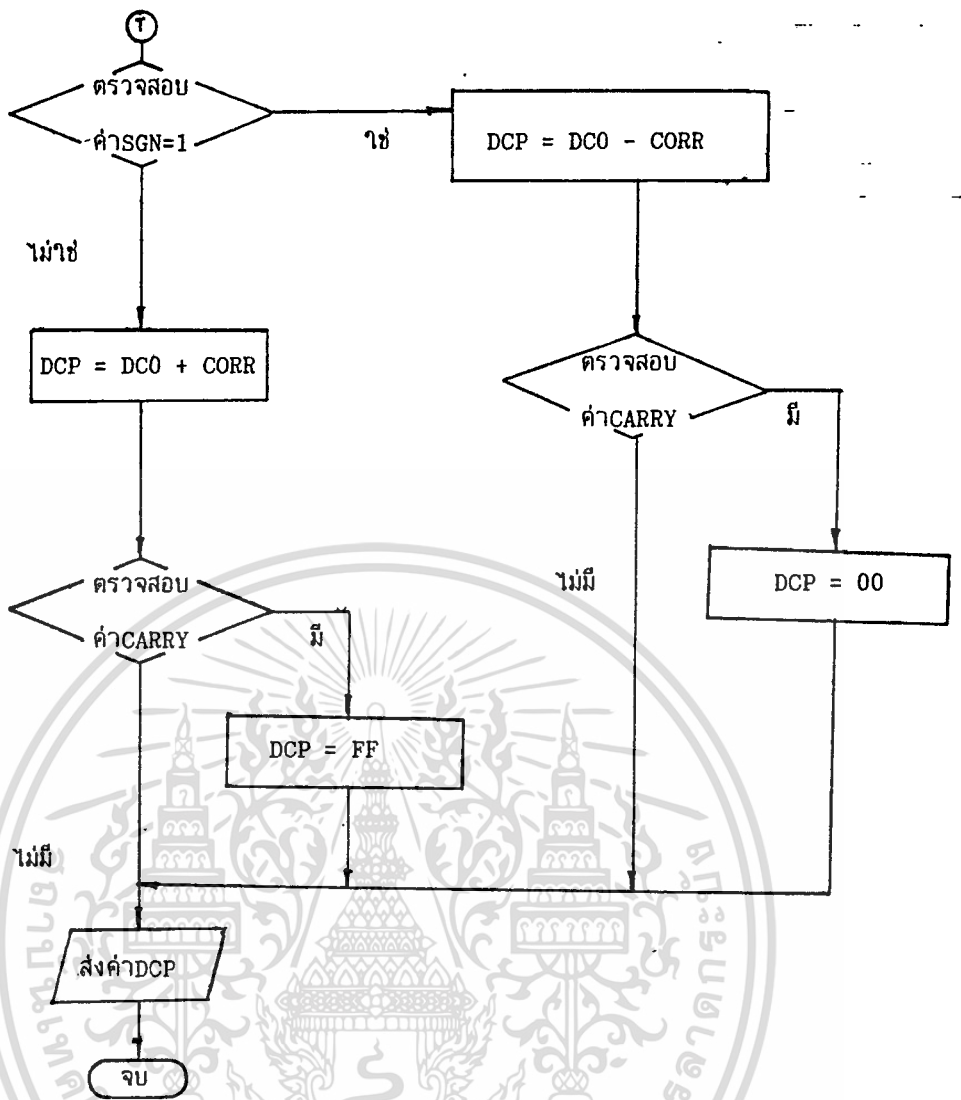 ตรวจสอบ
ค่าSGN=1
ใช่
DCP = DC0 - CORR
ไม่ใช่
DCP = DC0 + CORR
ตรวจสอบ
ค่าCARRY
มี
ไม่มี
DCP = 00
ตรวจสอบ
ค่าCARRY
มี
DCP = FF
ไม่มี
ส่งค่าDCP
จบ